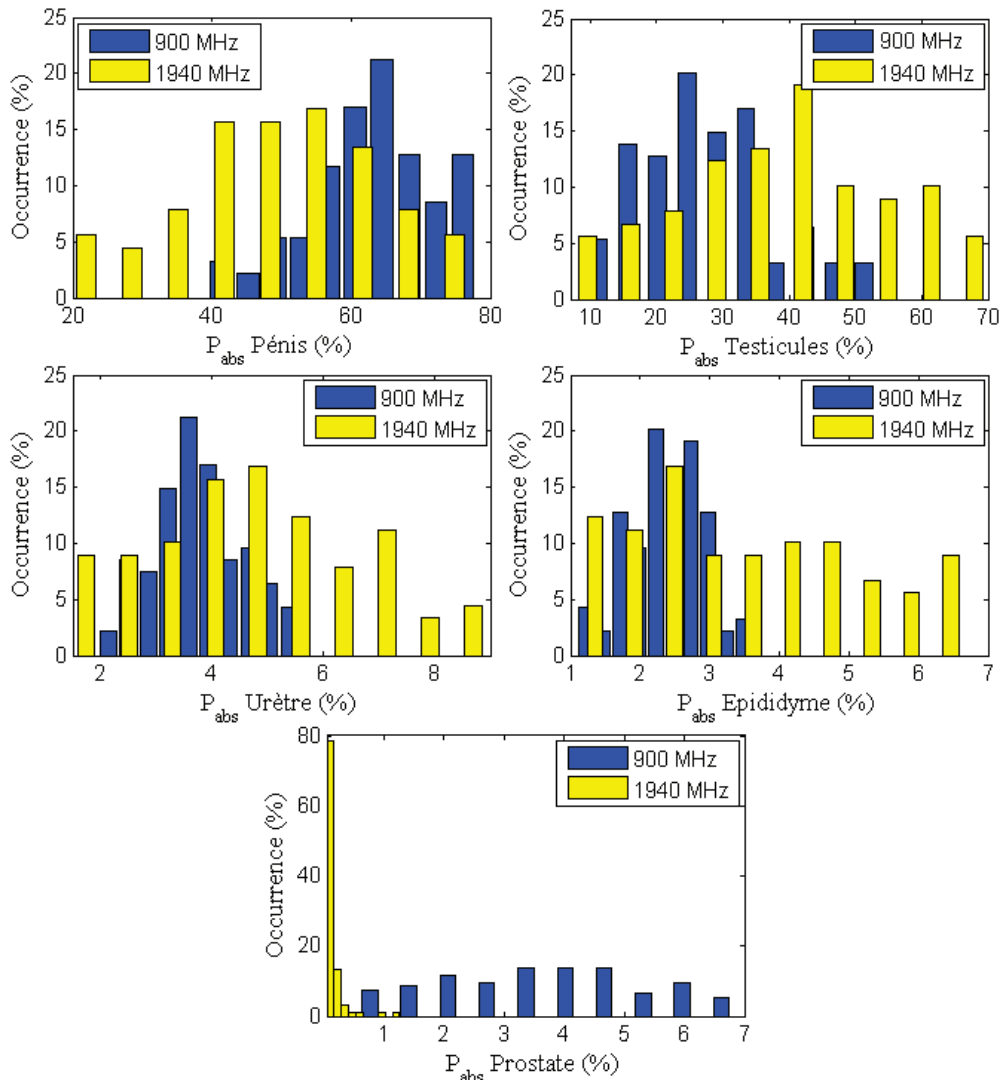 25
20
15
10
5
0
Occurrence (%)
900 MHz
1940 MHz
20 40 60 80
P_abs Pénis (%)
25
20
15
10
5
0
Occurrence (%)
900 MHz
1940 MHz
10 20 30 40 50 60 70
P_abs Testicules (%)
25
20
15
10
5
0
Occurrence (%)
900 MHz
1940 MHz
2 4 6 8
P_abs Urètre (%)
25
20
15
10
5
0
Occurrence (%)
900 MHz
1940 MHz
1 2 3 4 5 6 7
P_abs Epididyme (%)
80
60
40
20
0
Occurrence (%)
900 MHz
1940 MHz
1 2 3 4 5 6 7
P_abs Prostate (%)